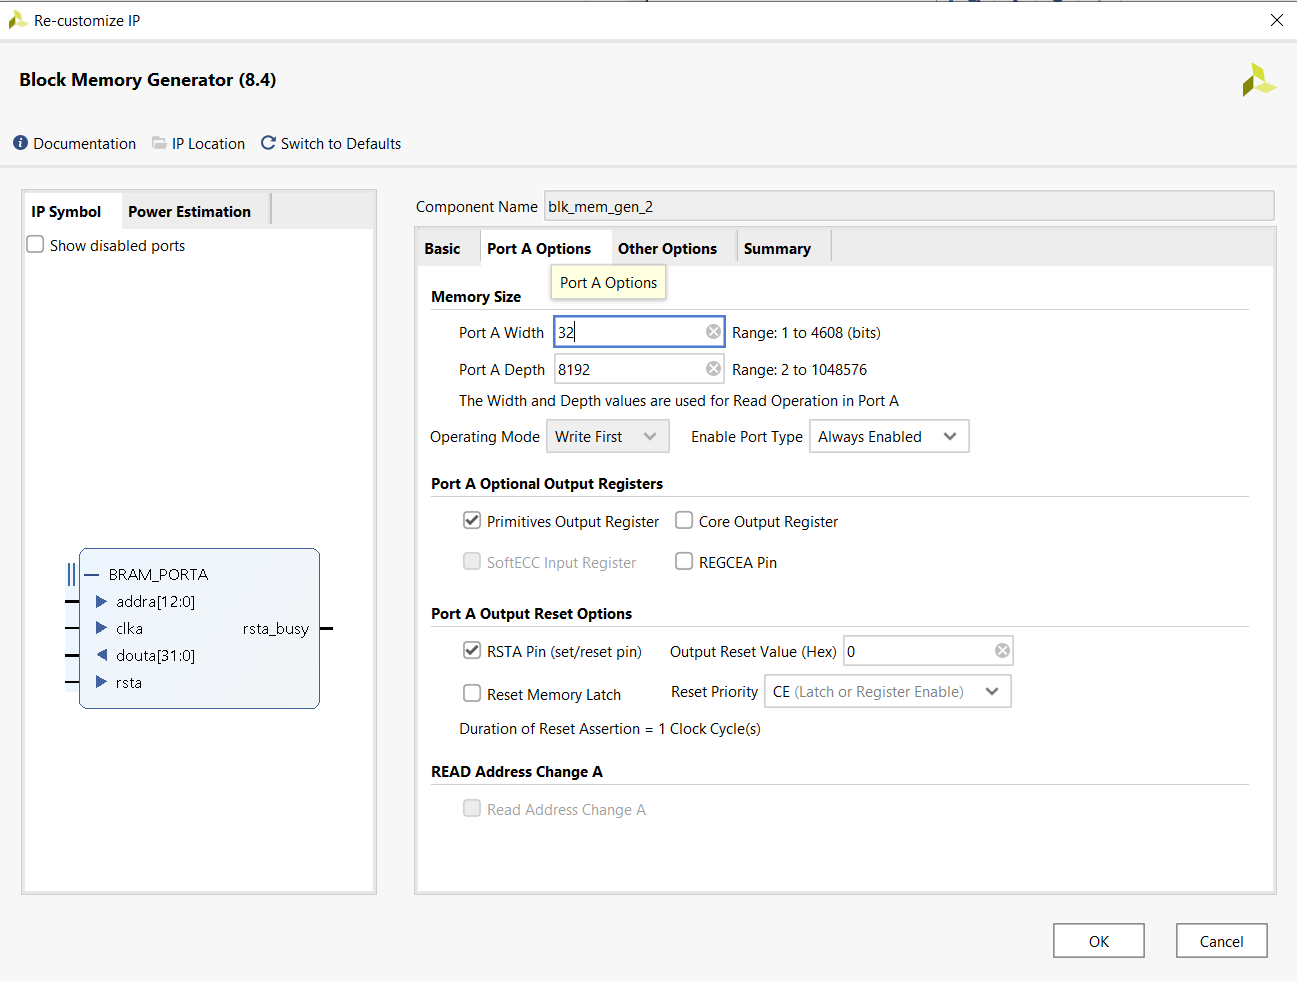 Re-customize IP
Block Memory Generator (8.4)
Documentation IP Location Switch to Defaults
IP Symbol Power Estimation
Show disabled ports
BRAM_PORTA
addra[12:0]
clka rsta_busy
douta[31:0]
rsta
Component Name blk_mem_gen_2
Basic Port A Options Other Options Summary
Port A Options
Memory Size
Port A Width 32 Range: 1 to 4608 (bits)
Port A Depth 8192 Range: 2 to 1048576
The Width and Depth values are used for Read Operation in Port A
Operating Mode Write First Enable Port Type Always Enabled
Port A Optional Output Registers
Primitives Output Register Core Output Register
SoftECC Input Register REGCEA Pin
Port A Output Reset Options
RSTA Pin (set/reset pin) Output Reset Value (Hex) 0
Reset Memory Latch Reset Priority CE (Latch or Register Enable)
Duration of Reset Assertion = 1 Clock Cycle(s)
READ Address Change A
Read Address Change A
OK Cancel